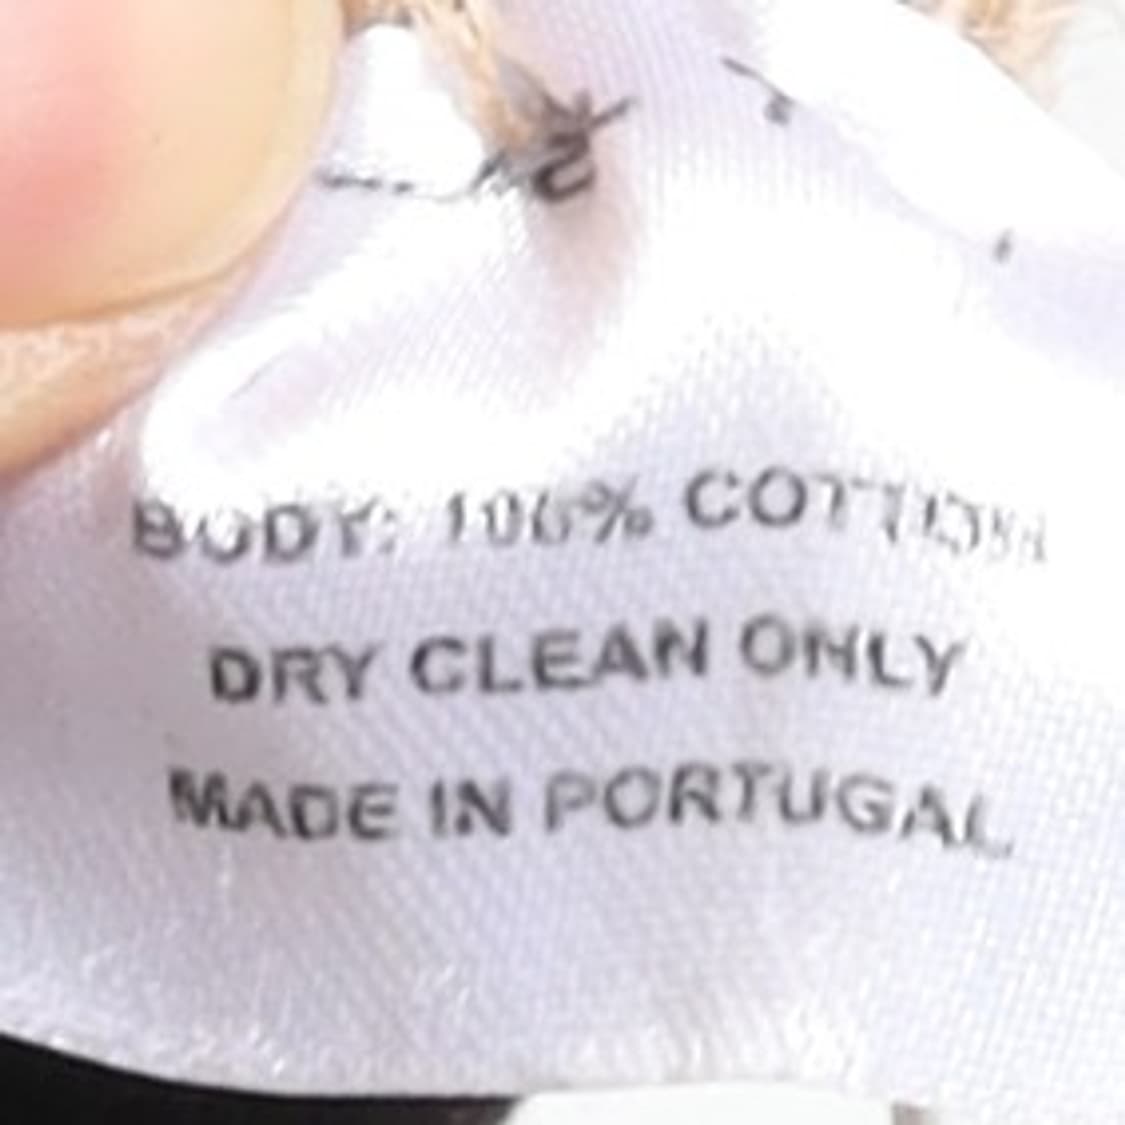 BODY: 100% COTTON
DRY CLEAN ONLY
MADE IN PORTUGAL